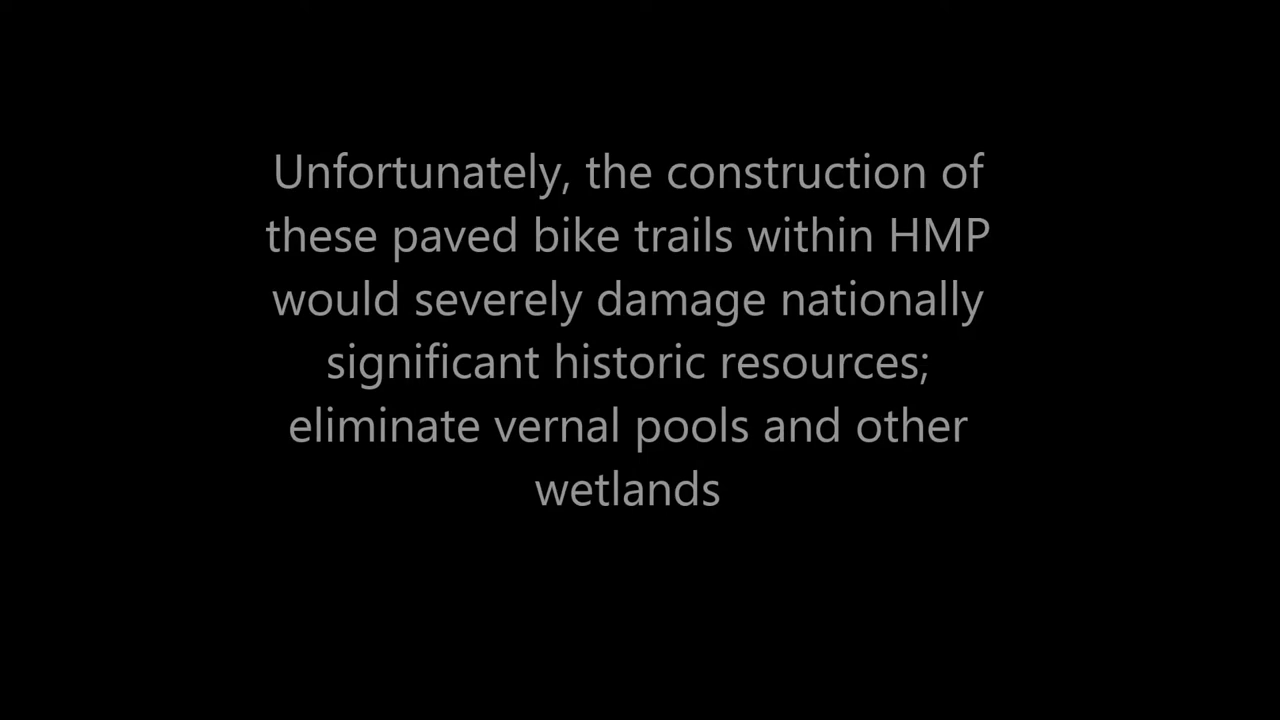 Unfortunately, the construction of
these paved bike trails within HMP
would severely damage nationally
significant historic resources;
eliminate vernal pools and other
wetlands